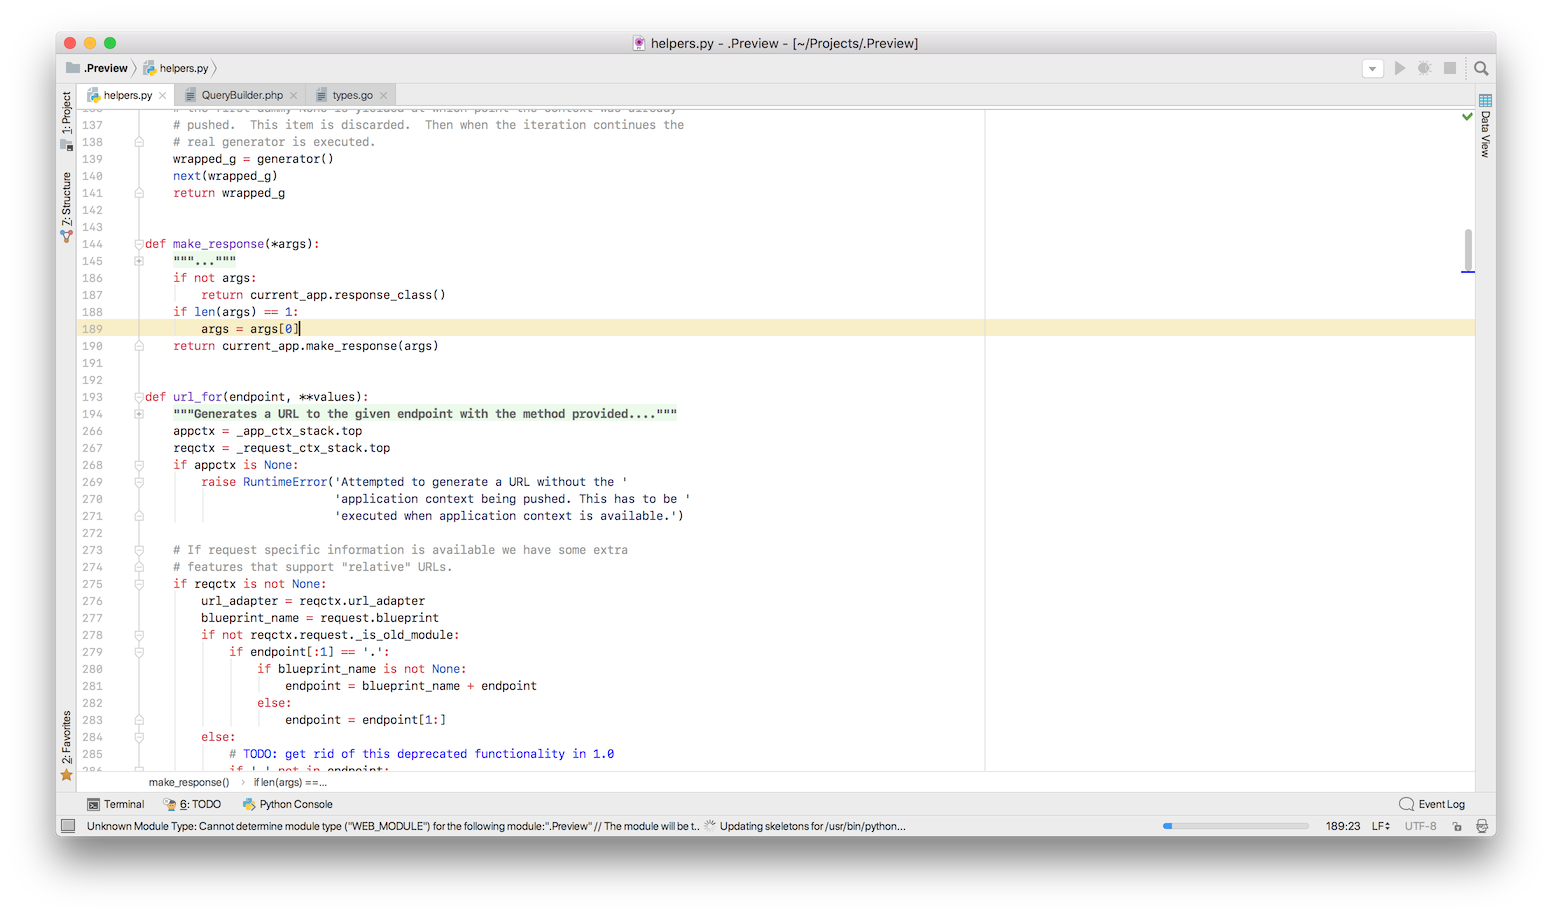 helpers.py - .Preview - [~/Projects/.Preview]
.Preview helpers.py
helpers.py QueryBuilder.php types.go
1: Project
7: Structure
2: Favorites
Data View
136 # the first dummy None is yielded at which point the context was already
137 # pushed.  This item is discarded.  Then when the iteration continues the
138 # real generator is executed.
139 wrapped_g = generator()
140 next(wrapped_g)
141 return wrapped_g
142
143
144 def make_response(*args):
145 """..."""
186 if not args:
187 return current_app.response_class()
188 if len(args) == 1:
189 args = args[0]
190 return current_app.make_response(args)
191
192
193 def url_for(endpoint, **values):
194 """Generates a URL to the given endpoint with the method provided...."""
266 appctx = _app_ctx_stack.top
267 reqctx = _request_ctx_stack.top
268 if appctx is None:
269 raise RuntimeError('Attempted to generate a URL without the '
270 'application context being pushed. This has to be '
271 'executed when application context is available.')
272
273 # If request specific information is available we have some extra
274 # features that support "relative" URLs.
275 if reqctx is not None:
276 url_adapter = reqctx.url_adapter
277 blueprint_name = request.blueprint
278 if not reqctx.request._is_old_module:
279 if endpoint[:1] == '.':
280 if blueprint_name is not None:
281 endpoint = blueprint_name + endpoint
282 else:
283 endpoint = endpoint[1:]
284 else:
285 # TODO: get rid of this deprecated functionality in 1.0
286 if '.' not in endpoint:
make_response() if len(args) ==...
Terminal 6: TODO Python Console Event Log
Unknown Module Type: Cannot determine module type ("WEB_MODULE") for the following module:".Preview" // The module will be t.. Updating skeletons for /usr/bin/python... 189:23 LF UTF-8